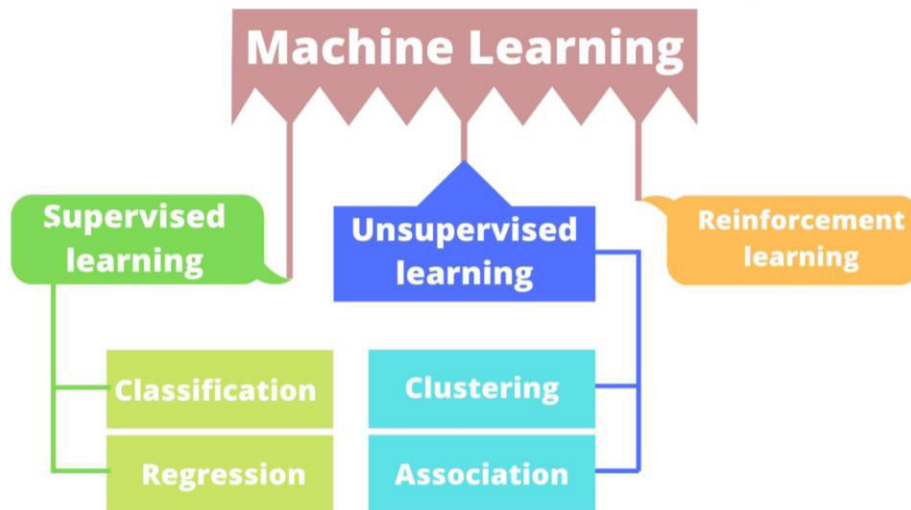 Machine Learning
Supervised
learning
Unsupervised
learning
Reinforcement
learning
Classification
Regression
Clustering
Association